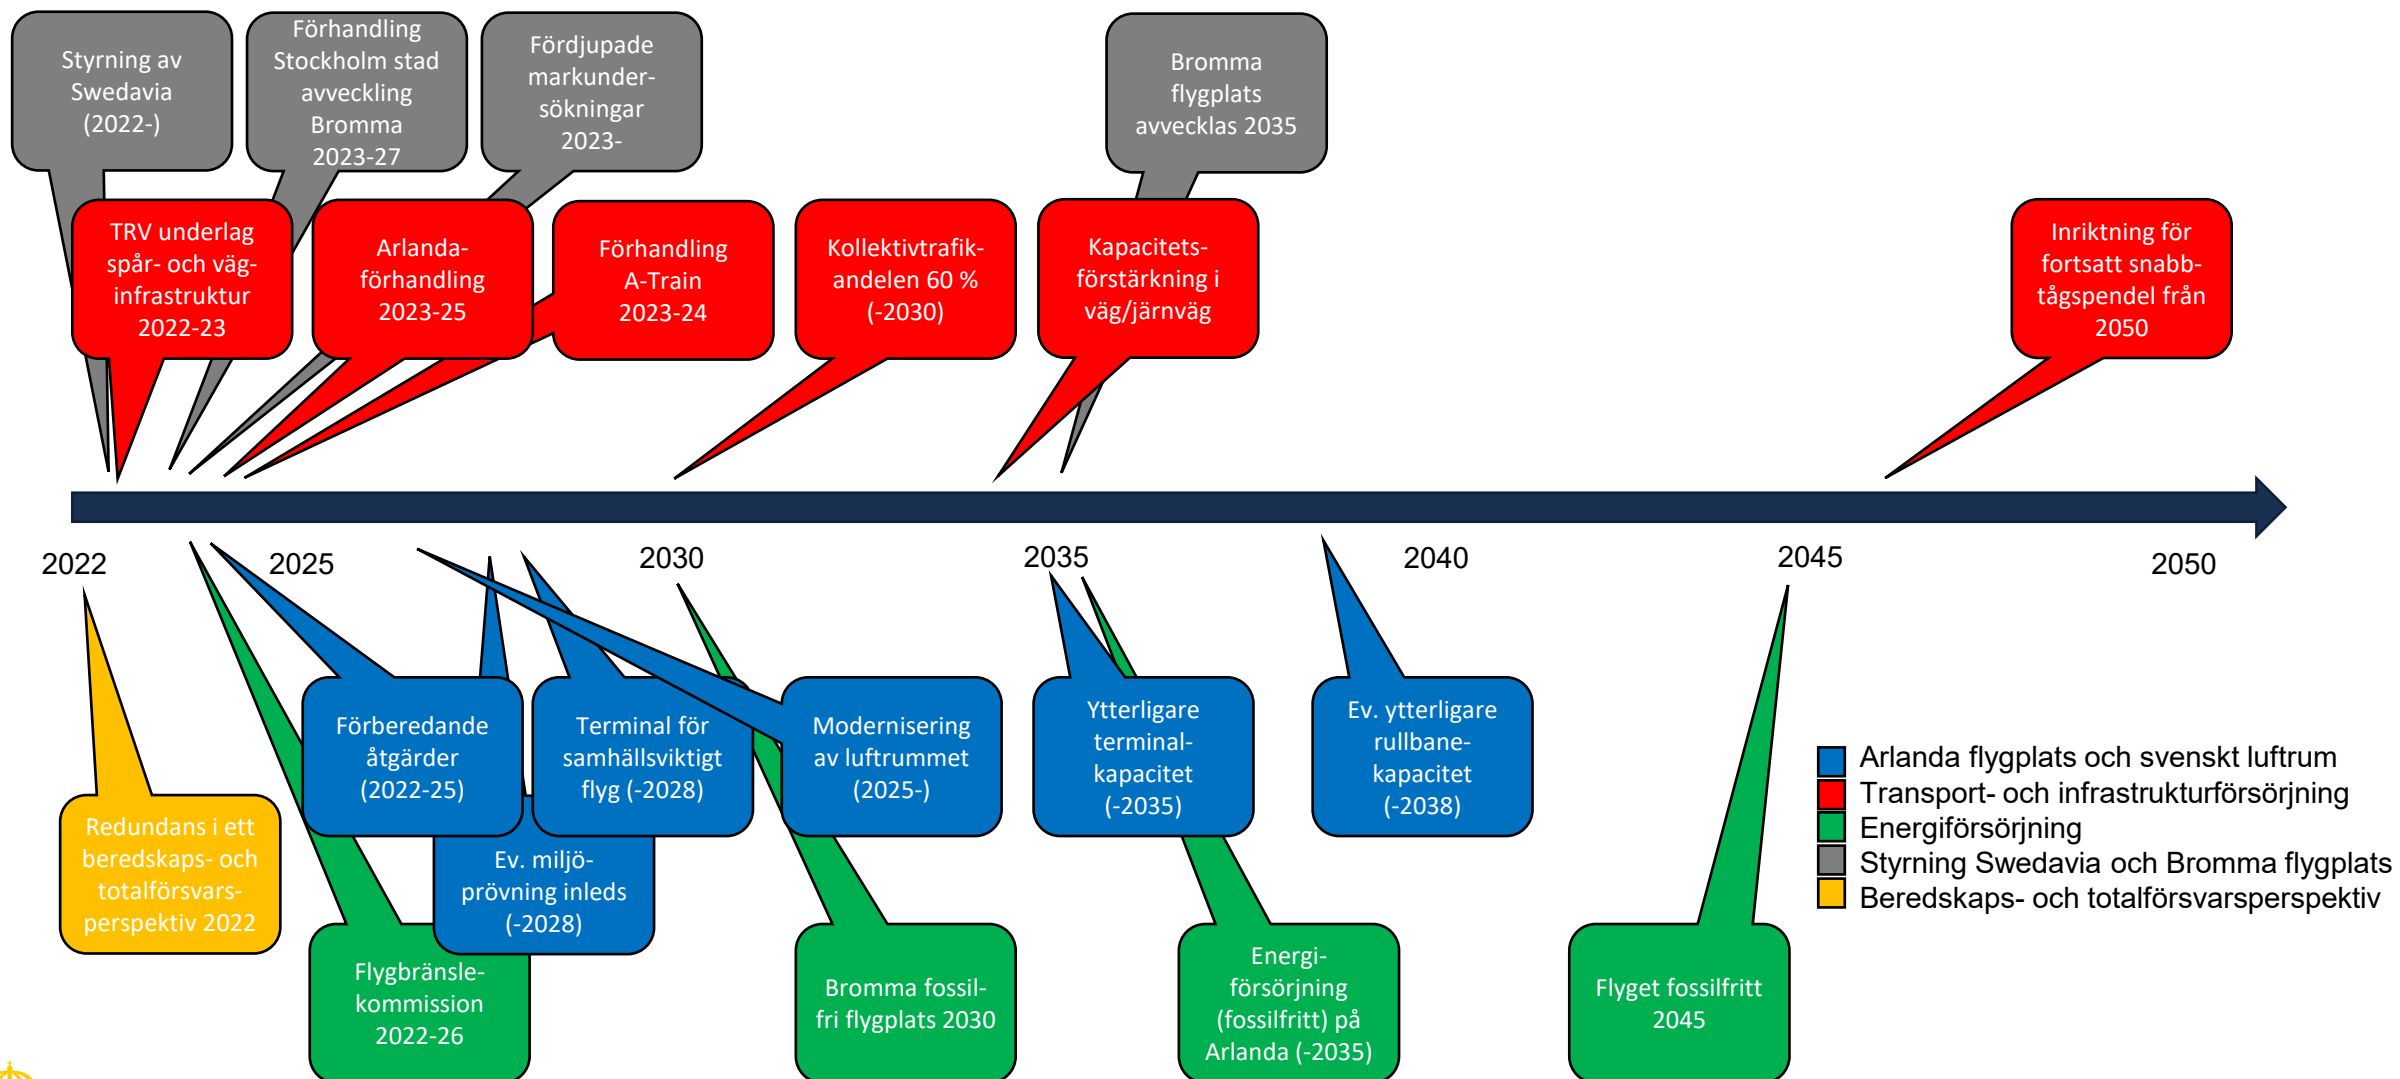 Styrning av
Swedavia
(2022-)
Förhandling
Stockholm stad
avveckling
Bromma
2023-27
Fördjupade
markunder-
sökningar
2023-
Bromma
flygplats
avvecklas 2035
TRV underlag
spår- och väg-
infrastruktur
2022-23
Arlanda-
förhandling
2023-25
Förhandling
A-Train
2023-24
Kollektivtrafik-
andelen 60 %
(-2030)
Kapacitets-
förstärkning i
väg/järnväg
Inriktning för
fortsatt snabb-
tågspendel från
2050
2022
2025
2030
2035
2040
2045
2050
Förberedande
åtgärder
(2022-25)
Terminal för
samhällsviktigt
flyg (-2028)
Modernisering
av luftrummet
(2025-)
Ytterligare
terminal-
kapacitet
(-2035)
Ev. ytterligare
rullbane-
kapacitet
(-2038)
Redundans i ett
beredskaps- och
totalförsvars-
perspektiv 2022
Ev. miljö-
prövning inleds
(-2028)
Flygbränsle-
kommission
2022-26
Bromma fossil-
fri flygplats 2030
Energi-
försörjning
(fossilfritt) på
Arlanda (-2035)
Flyget fossilfritt
2045
Arlanda flygplats och svenskt luftrum
Transport- och infrastrukturförsörjning
Energiförsörjning
Styrning Swedavia och Bromma flygplats
Beredskaps- och totalförsvarsperspektiv